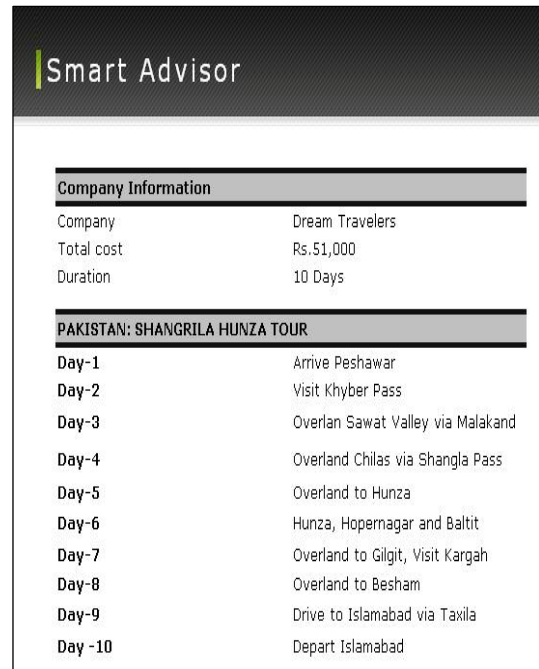 Smart Advisor
Company Information
Company Dream Travelers
Total cost Rs.51,000
Duration 10 Days
PAKISTAN: SHANGRILA HUNZA TOUR
Day-1 Arrive Peshawar
Day-2 Visit Khyber Pass
Day-3 Overlan Sawat Valley via Malakand
Day-4 Overland Chilas via Shangla Pass
Day-5 Overland to Hunza
Day-6 Hunza, Hopernagar and Baltit
Day-7 Overland to Gilgit, Visit Kargah
Day-8 Overland to Besham
Day-9 Drive to Islamabad via Taxila
Day -10 Depart Islamabad